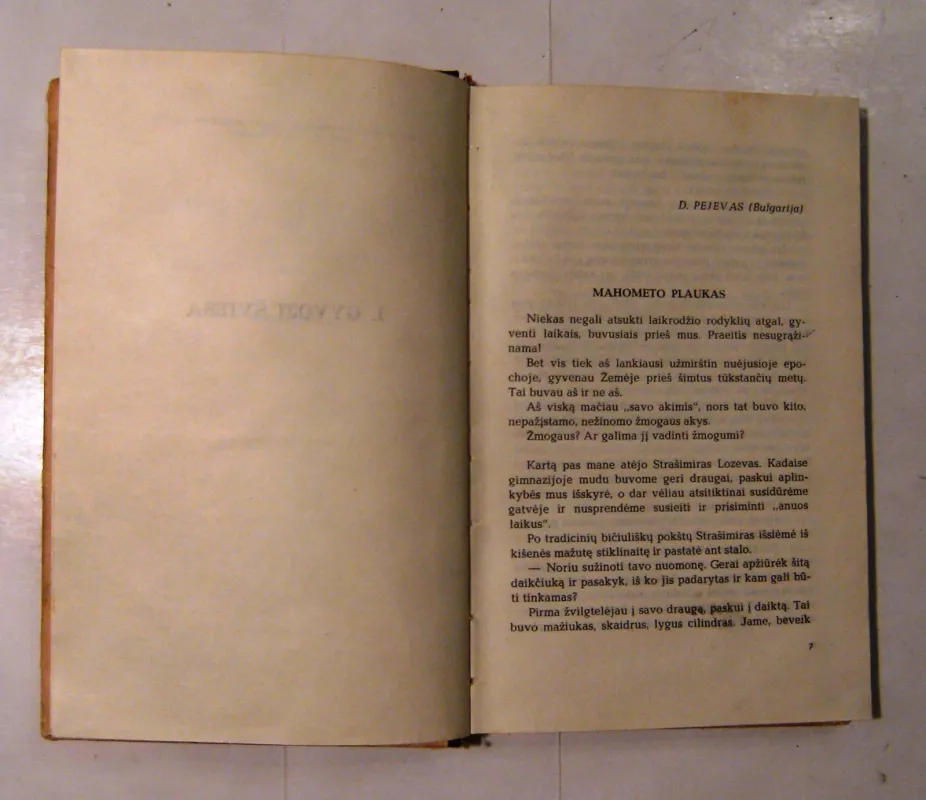 D. PEJEVAS (Bulgarija)
MAHOMETO PLAUKAS
Niekas negali atsukti laikrodžio rodyklių atgal, gy-
venti laikais, buvusiais prieš mus. Praeitis nesugrąži-
nama!
Bet vis tiek aš lankiausi užmirštin nuėjusioje epo-
choje, gyvenau Žemėje prieš šimtus tūkstančių metų.
Tai buvau aš ir ne aš.
Aš viską mačiau „savo akimis“, nors tat buvo kito,
nepažįstamo, nežinomo žmogaus akys.
Žmogaus? Ar galima jį vadinti žmogumi?
Kartą pas mane atėjo Strašimiras Lozevas. Kadaise
gimnazijoje mudu buvome geri draugai, paskui aplin-
kybės mus išskyrė, o dar vėliau atsitiktinai susidūrėme
gatvėje ir nusprendėme susieiti ir prisiminti „anuos
laikus“.
Po tradicinių bičiuliškų pokštų Strašimiras išsiėmė iš
kišenės mažutę stiklinaitę ir pastatė ant stalo.
— Noriu sužinoti tavo nuomonę. Gerai apžiūrėk šitą
daikčiuką ir pasakyk, iš ko jis padarytas ir kam gali bū-
ti tinkamas?
Pirma žvilgtelėjau į savo draugą, paskui į daiktą. Tai
buvo mažiukas, skaidrus, lygus cilindras. Jame, beveik
7